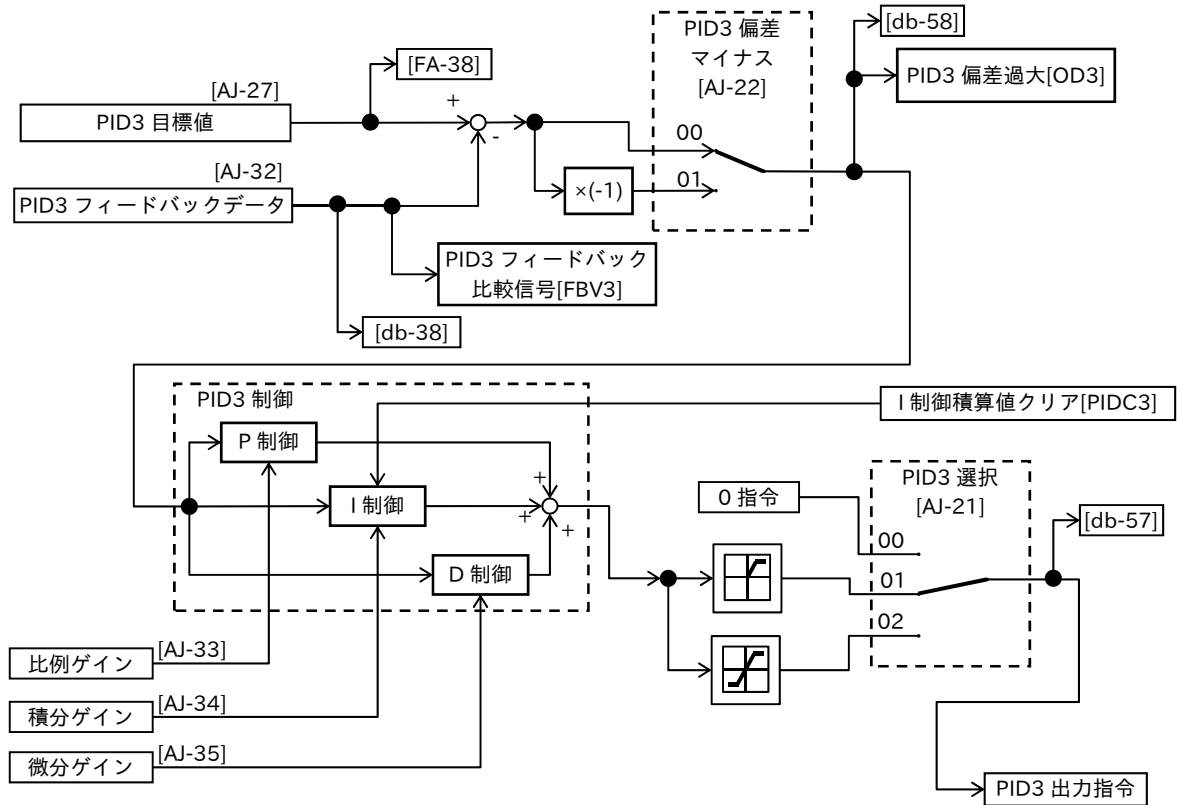 PID3 偏差
マイナス
[AJ-22]
[db-58]
PID3 偏差過大[OD3]
[FA-38]
[AJ-27]
PID3 目標値
+
-
00
01
×(-1)
[AJ-32]
PID3 フィードバックデータ
PID3 フィードバック
比較信号[FBV3]
[db-38]
PID3 制御
I 制御積算値クリア[PIDC3]
P 制御
I 制御
D 制御
+
+
+
0 指令
PID3 選択
[AJ-21]
[db-57]
00
01
02
比例ゲイン
[AJ-33]
積分ゲイン
[AJ-34]
微分ゲイン
[AJ-35]
PID3 出力指令